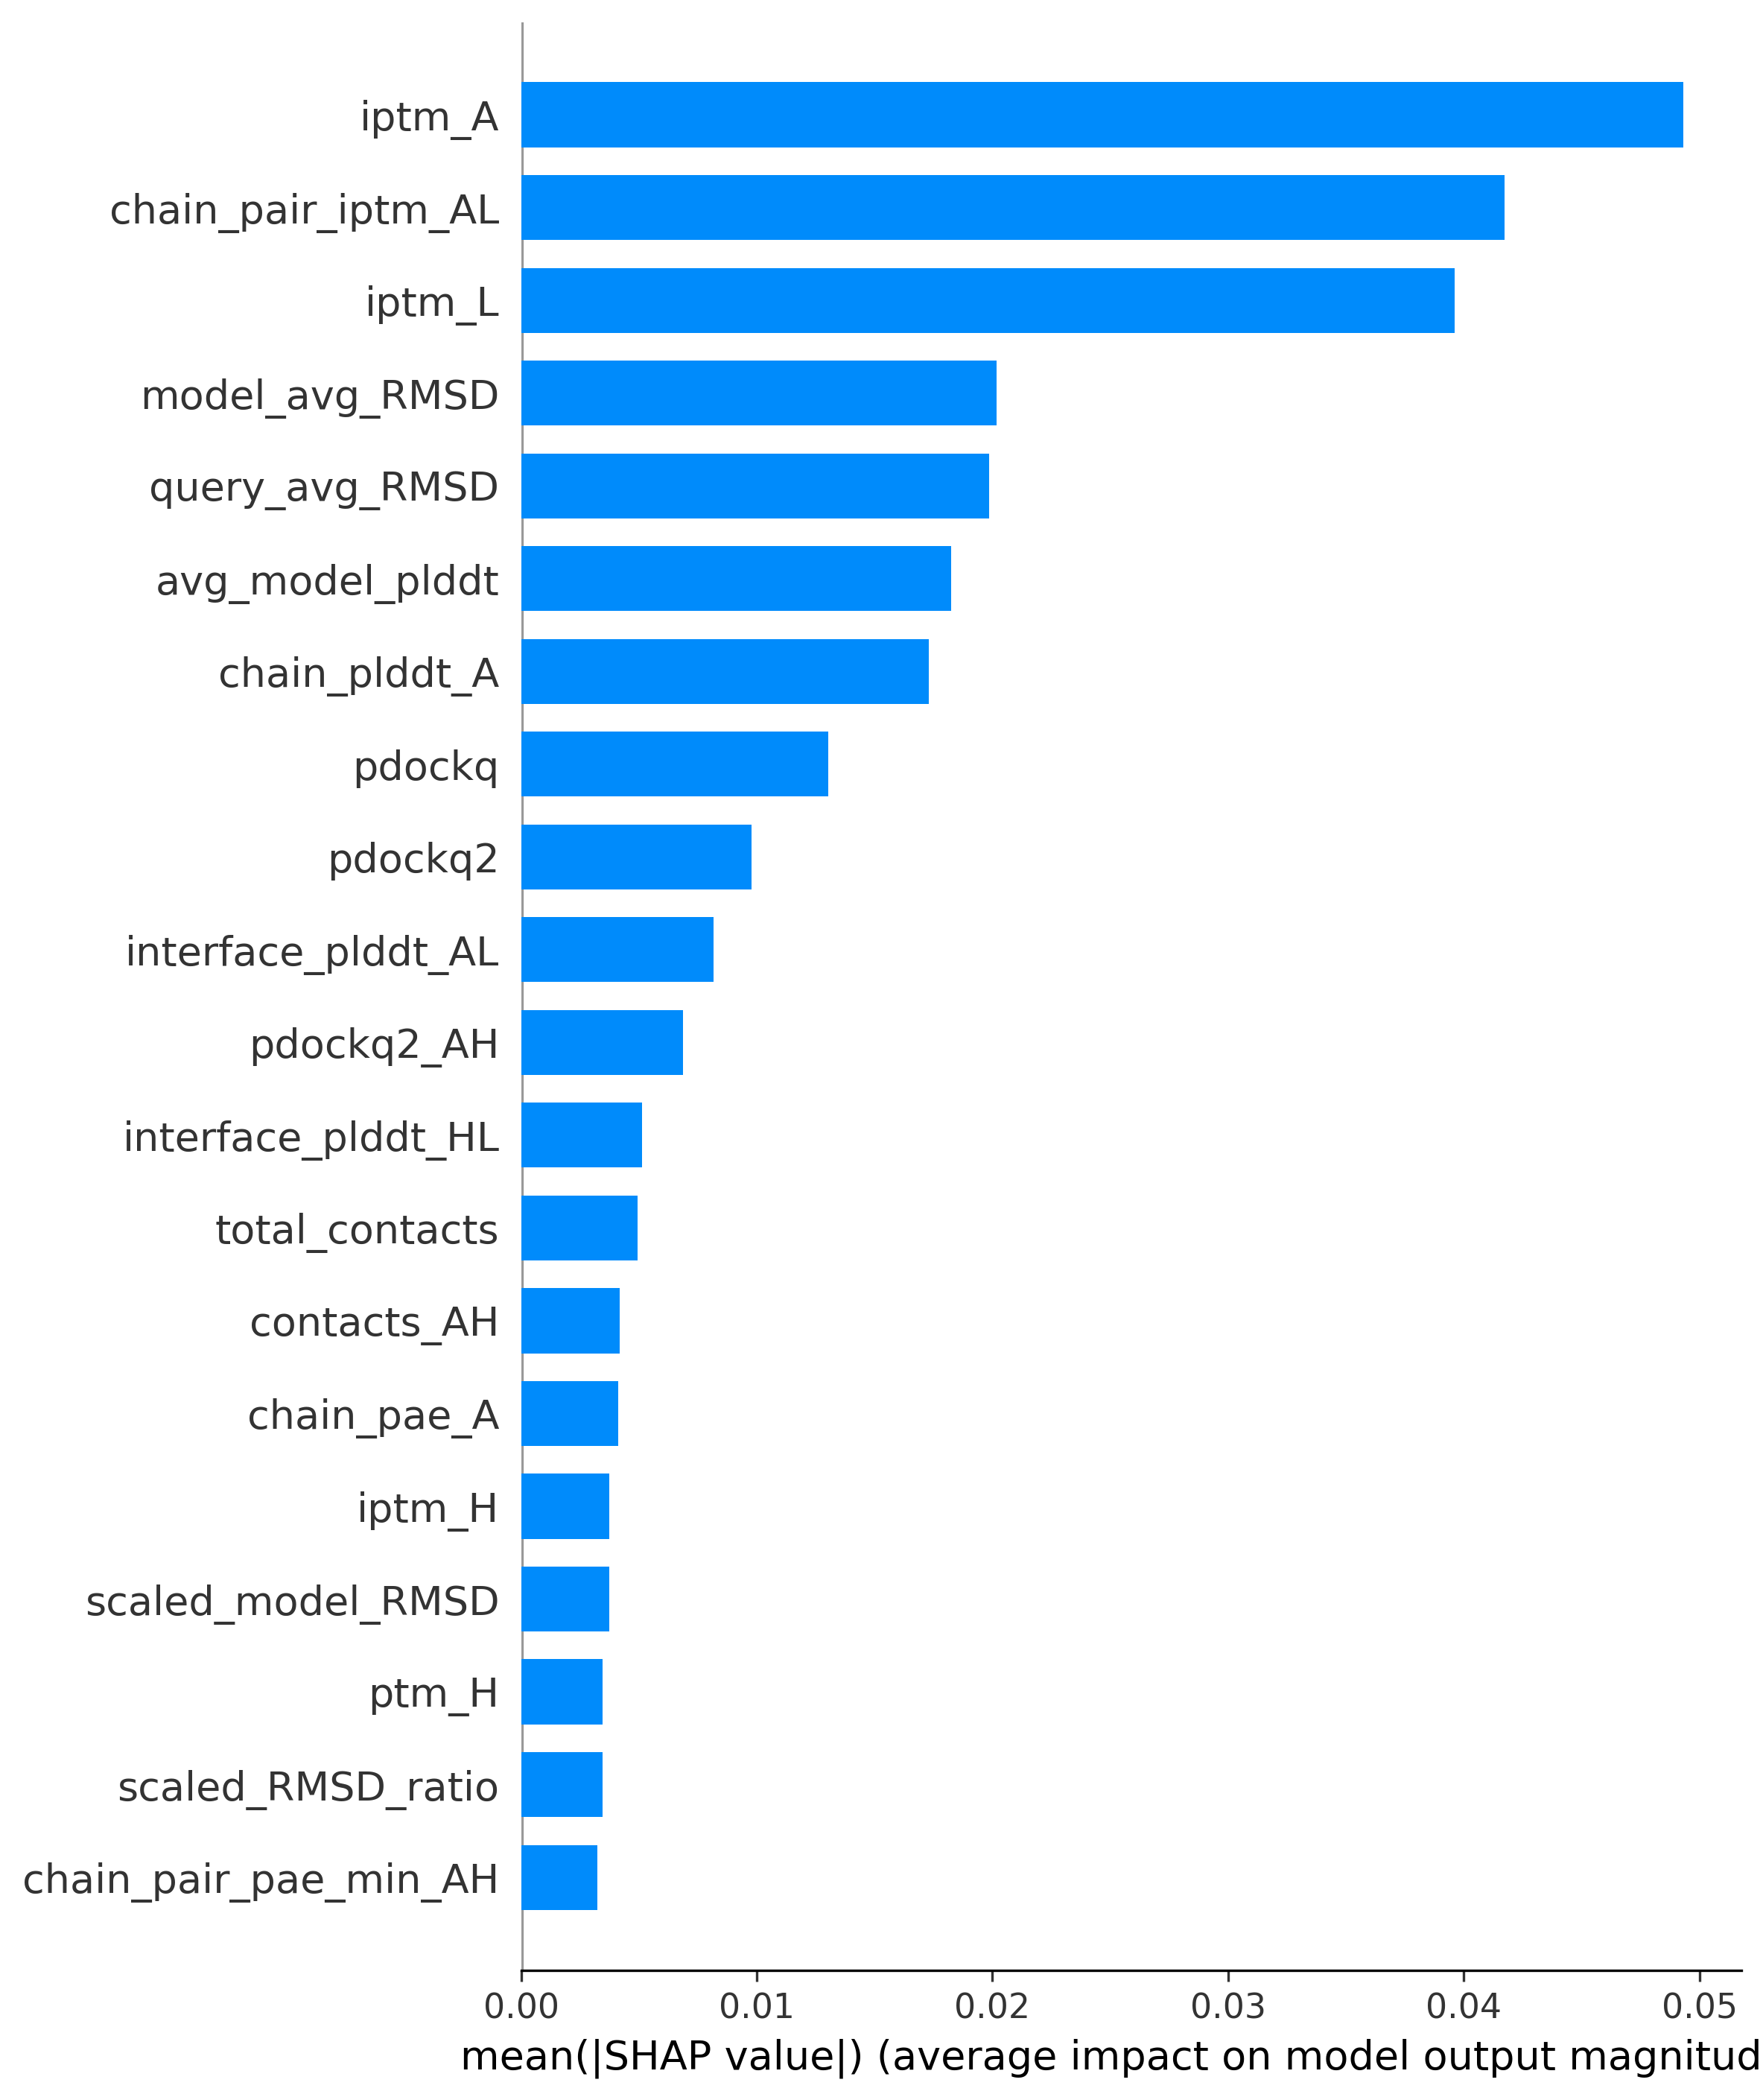 iptm_A
chain_pair_iptm_AL
iptm_L
model_avg_RMSD
query_avg_RMSD
avg_model_plddt
chain_plddt_A
pdockq
pdockq2
interface_plddt_AL
pdockq2_AH
interface_plddt_HL
total_contacts
contacts_AH
chain_pae_A
iptm_H
scaled_model_RMSD
ptm_H
scaled_RMSD_ratio
chain_pair_pae_min_AH
0.00 0.01 0.02 0.03 0.04 0.05
mean(|SHAP value|) (average impact on model output magnitud